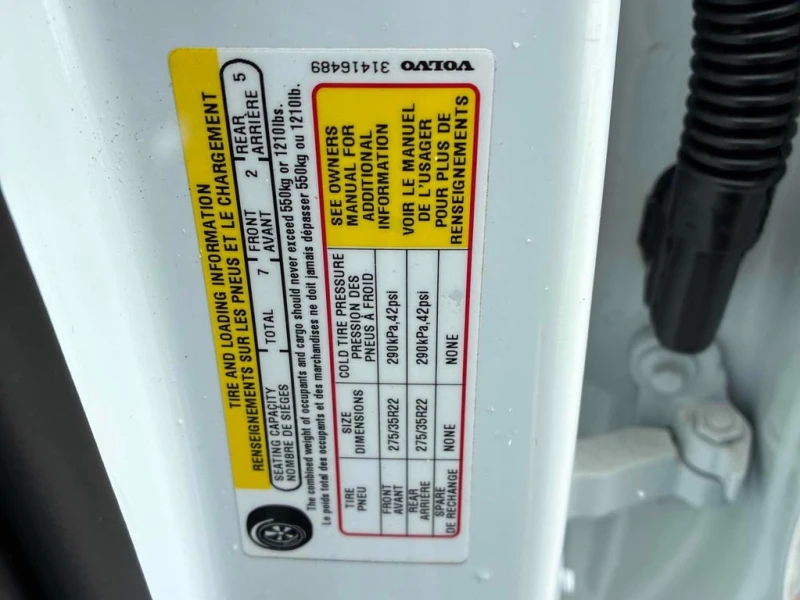 TIRE AND LOADING INFORMATION
RENSEIGNEMENTS SUR LES PNEUS ET LE CHARGEMENT
SEATING CAPACITY TOTAL 7 FRONT 2 REAR 5
NOMBRE DE SIÈGES AVANT ARRIÈRE
The combined weight of occupants and cargo should never exceed 550kg or 1210lbs.
Le poids total des occupants et des marchandises ne doit jamais dépasser 550kg ou 1210lb.
TIRE SIZE COLD TIRE PRESSURE
PNEU DIMENSIONS PRESSION DES
PNEUS À FROID
FRONT 275/35R22 290kPa,42psi
AVANT
REAR 275/35R22 290kPa,42psi
ARRIÈRE
SPARE NONE NONE
DE RECHANGE
SEE OWNERS
MANUAL FOR
ADDITIONAL
INFORMATION
VOIR LE MANUEL
DE L'USAGER
POUR PLUS DE
RENSEIGNEMENTS
VOLVO 31416489